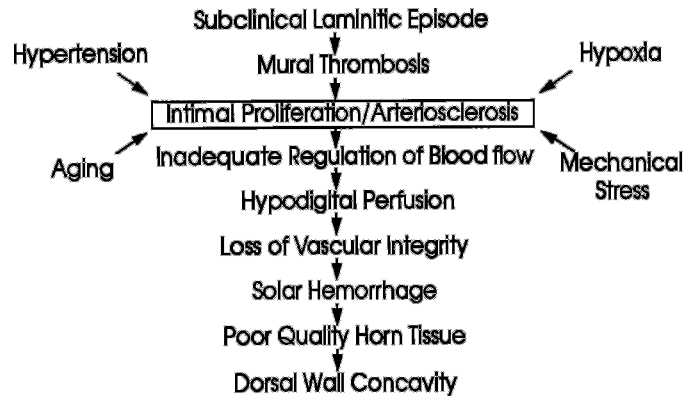 Subclinical Laminitic Episode
Hypertension
Hypoxia
Mural Thrombosis
Intimal Proliferation/Arteriosclerosis
Aging
Inadequate Regulation of Blood flow
Mechanical
Stress
Hypodigital Perfusion
Loss of Vascular Integrity
Solar Hemorrhage
Poor Quality Horn Tissue
Dorsal Wall Concavity